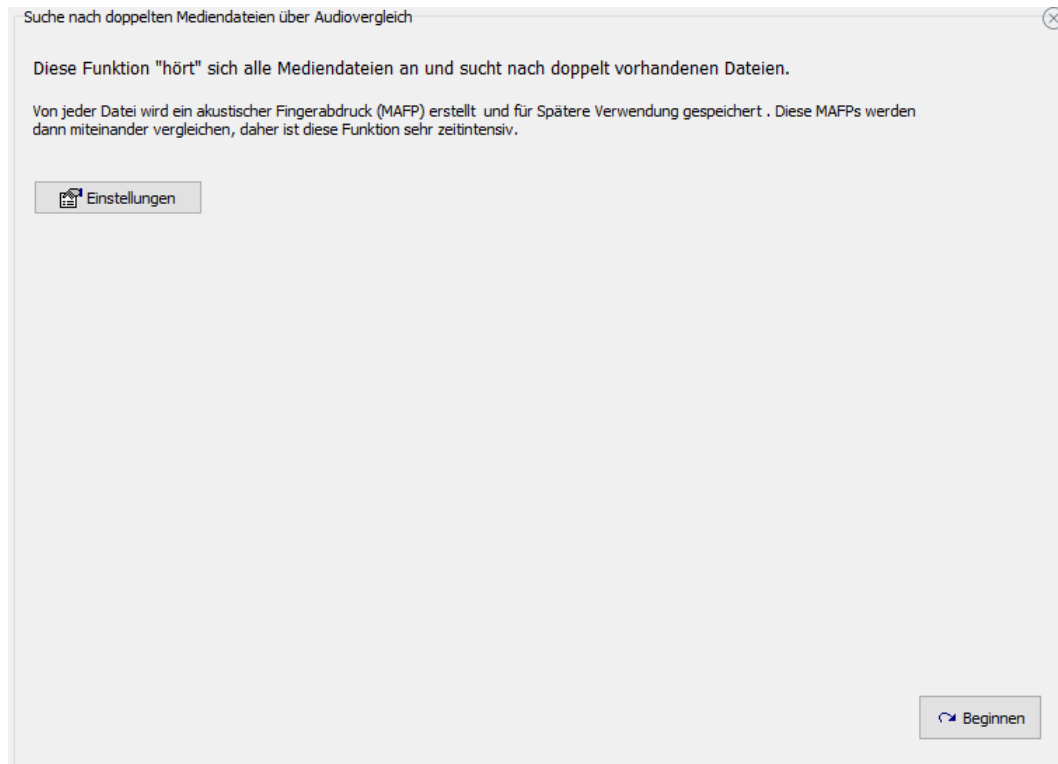 Suche nach doppelten Mediendateien über Audiovergleich
Diese Funktion "hört" sich alle Mediendateien an und sucht nach doppelt vorhandenen Dateien.
Von jeder Datei wird ein akustischer Fingerabdruck (MAFP) erstellt  und für Spätere Verwendung gespeichert . Diese MAFPs werden
dann miteinander vergleichen, daher ist diese Funktion sehr zeitintensiv.
Einstellungen
Beginnen